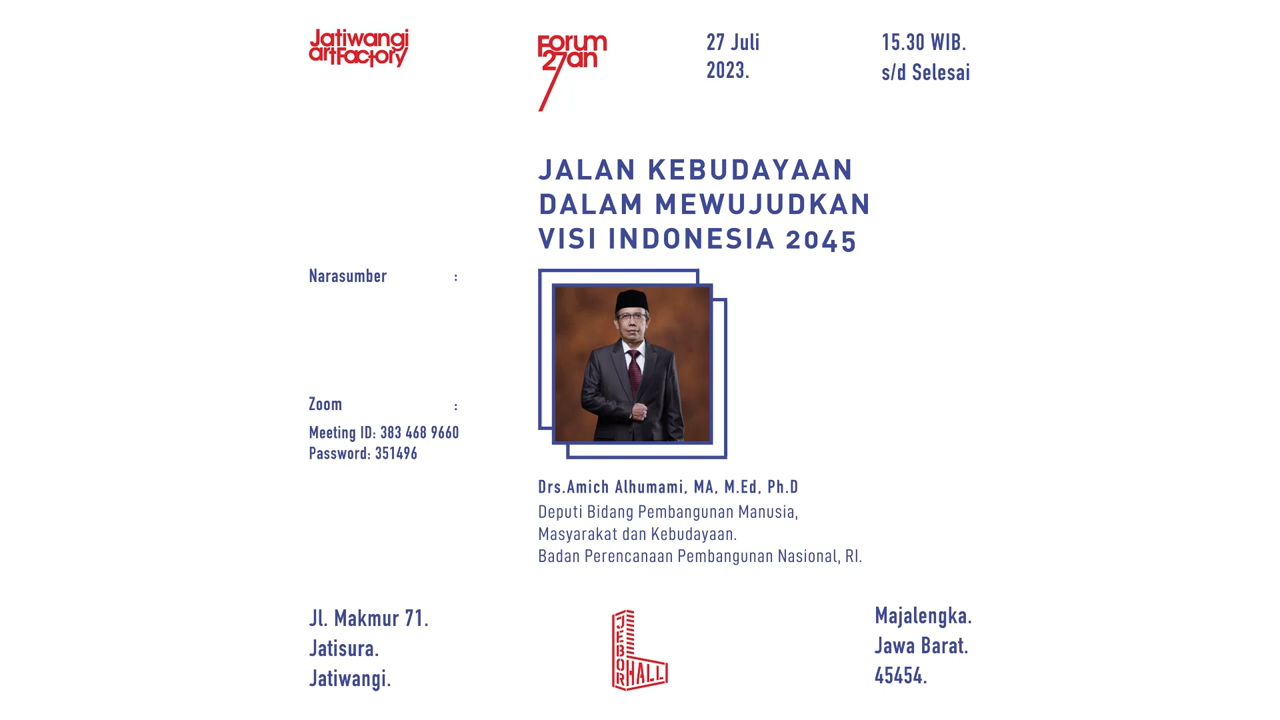 Jatiwangi
artFactory
Forum
27an
27 Juli
2023.
15.30 WIB.
s/d Selesai
JALAN KEBUDAYAAN
DALAM MEWUJUDKAN
VISI INDONESIA 2045
Narasumber :
Zoom :
Meeting ID: 383 468 9660
Password: 351496
Drs.Amich Alhumami, MA, M.Ed, Ph.D
Deputi Bidang Pembangunan Manusia,
Masyarakat dan Kebudayaan.
Badan Perencanaan Pembangunan Nasional, RI.
Jl. Makmur 71.
Jatisura.
Jatiwangi.
JEBOR
HALL
Majalengka.
Jawa Barat.
45454.